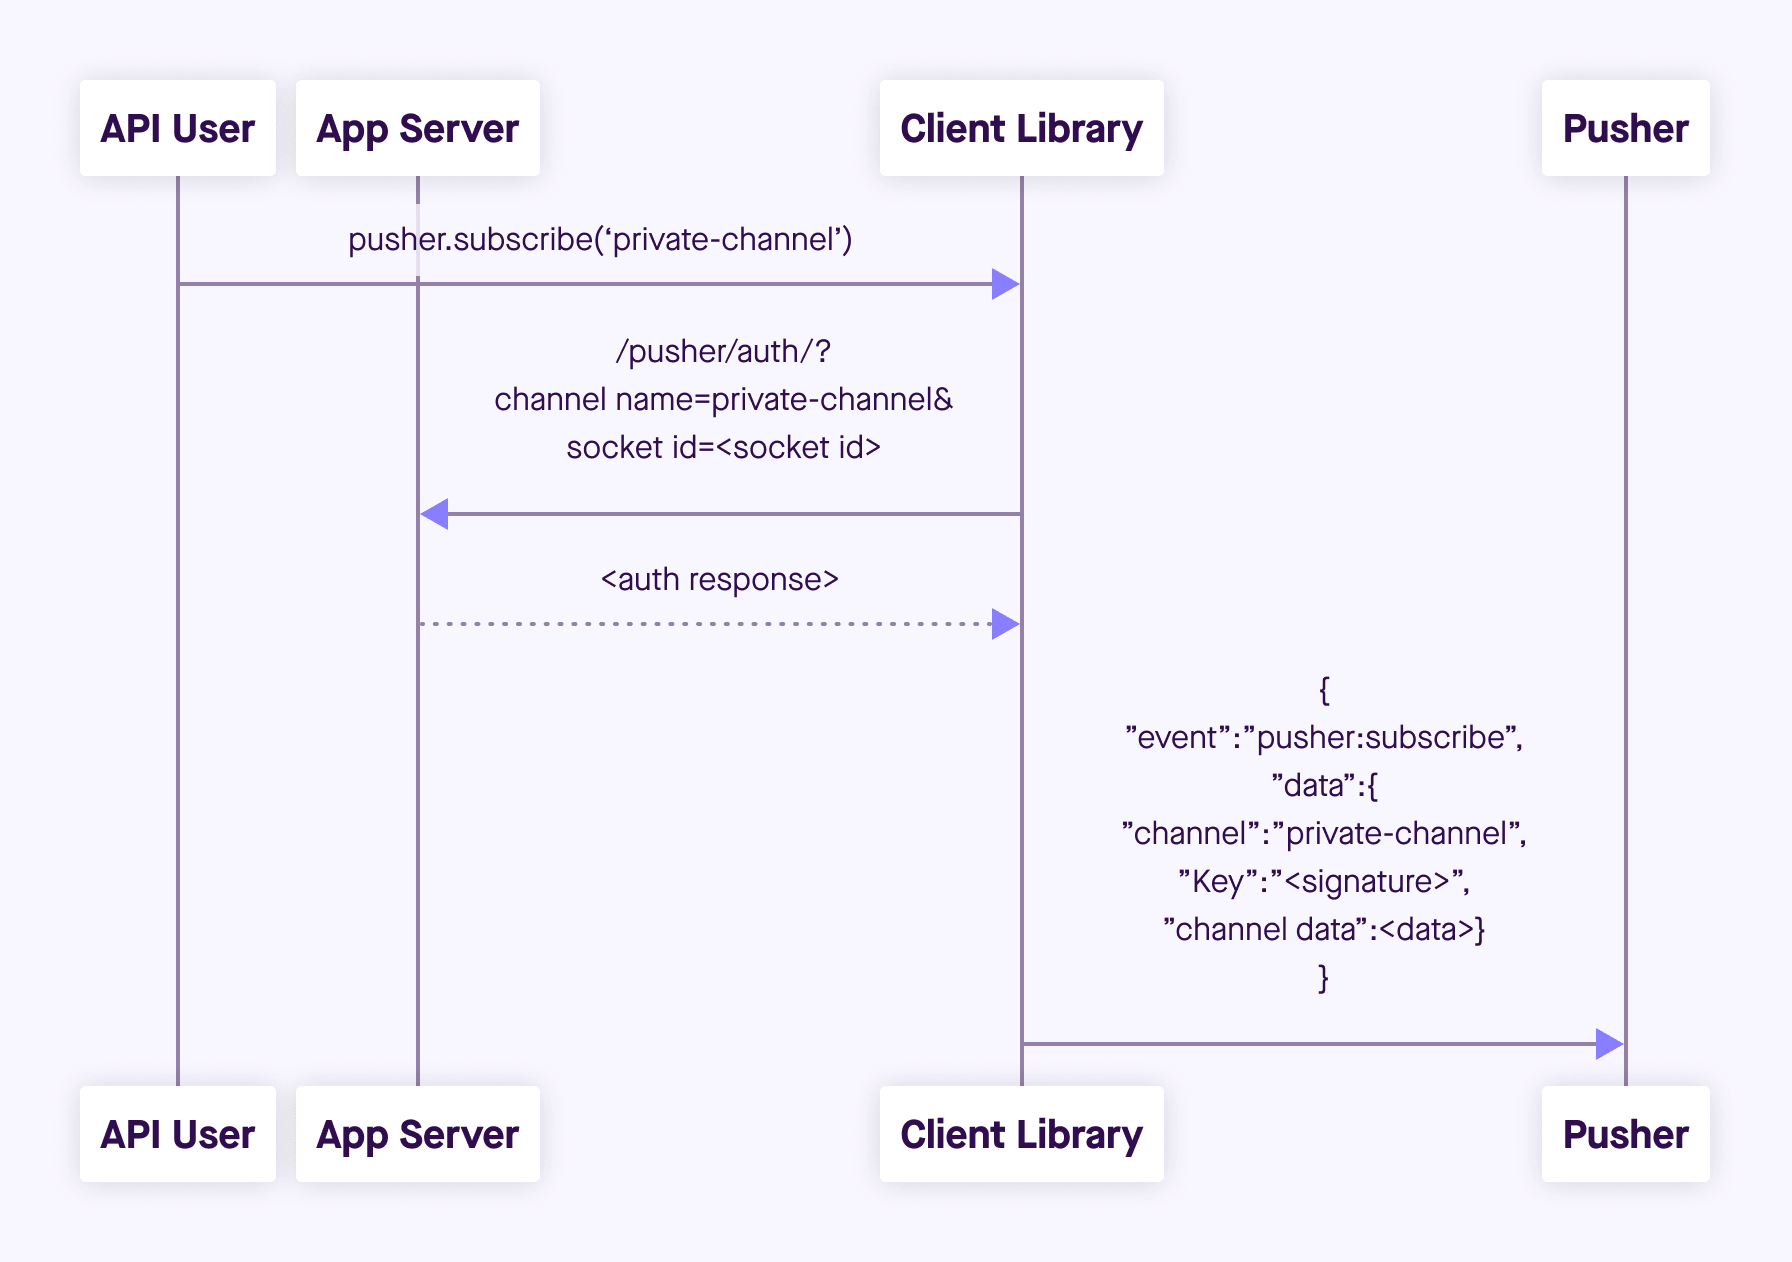 API User
App Server
Client Library
Pusher
pusher.subscribe(‘private-channel’)
/pusher/auth/?
channel name=private-channel&
socket id=<socket id>
<auth response>
{
”event”:”pusher:subscribe”,
”data”:{
”channel”:”private-channel”,
”Key”:”<signature>”,
”channel data”:<data>}
}
API User
App Server
Client Library
Pusher